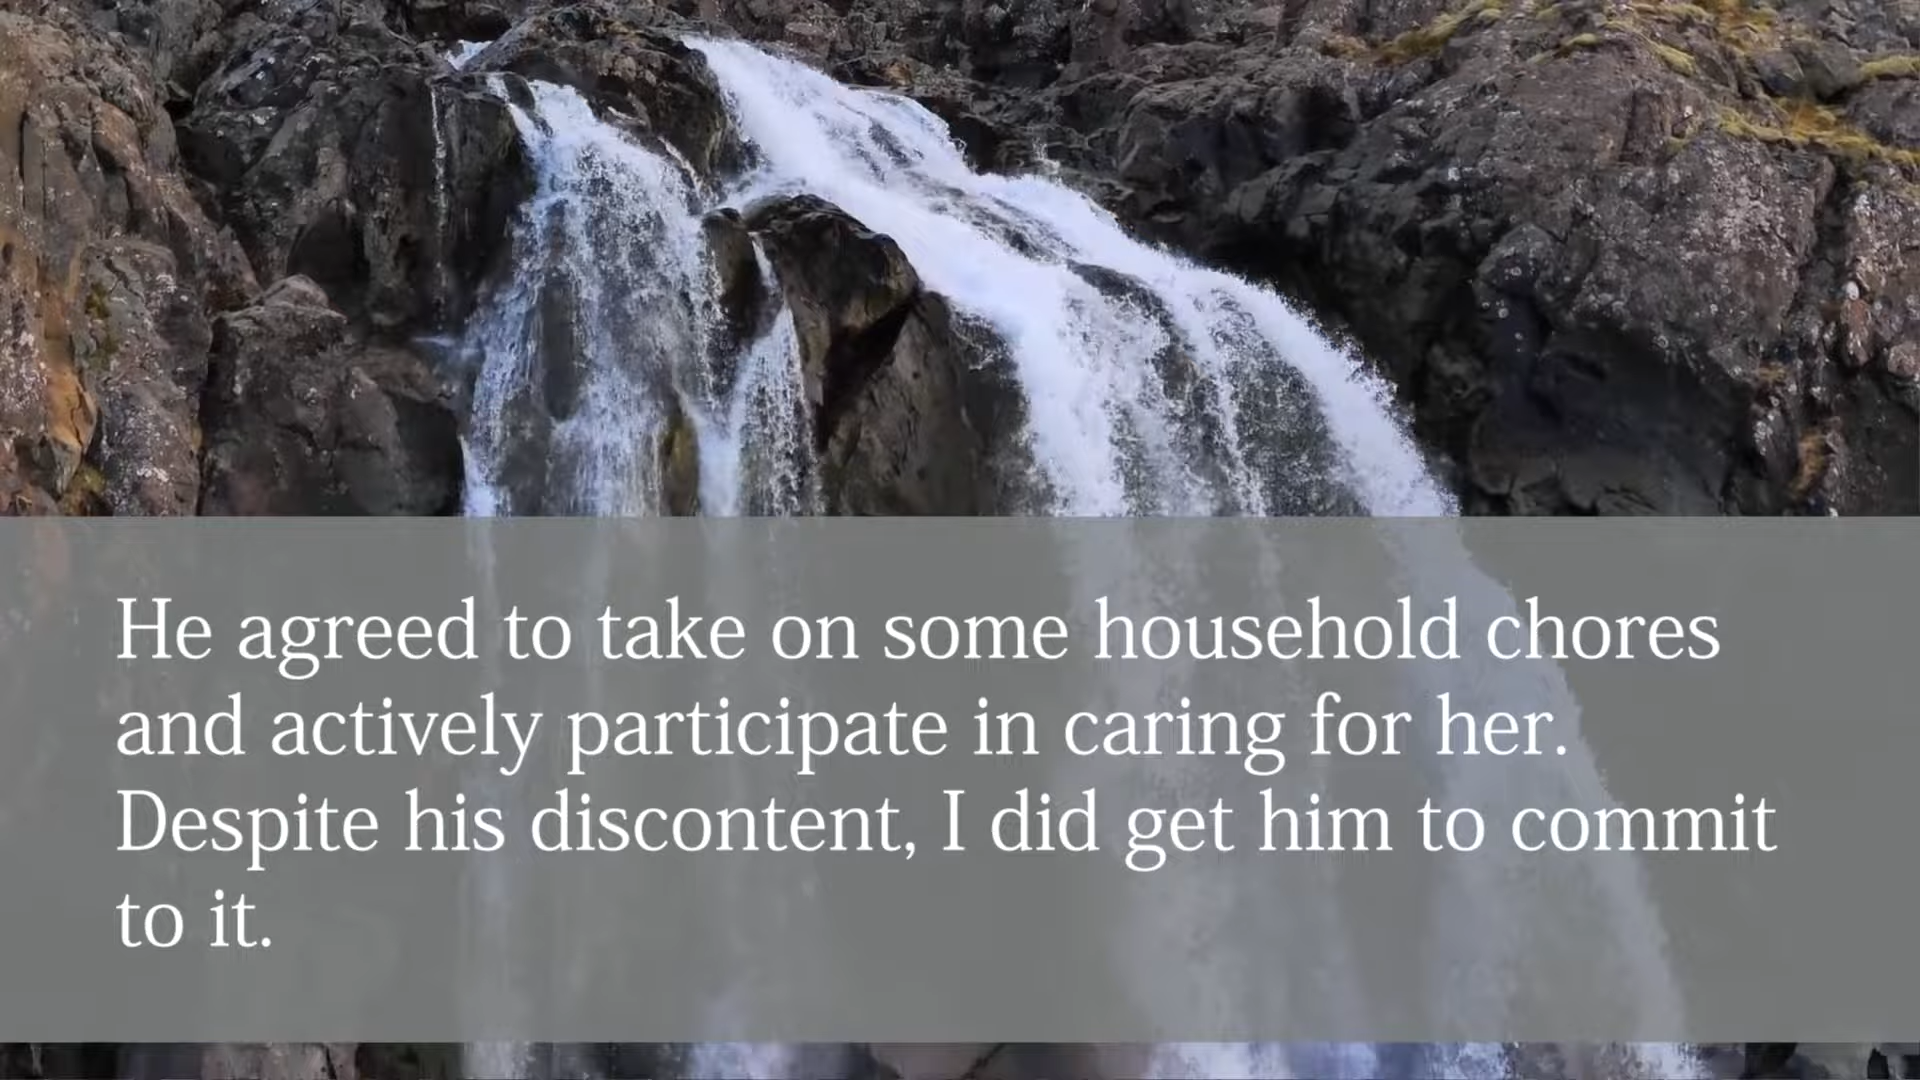 He agreed to take on some household chores
and actively participate in caring for her.
Despite his discontent, I did get him to commit
to it.